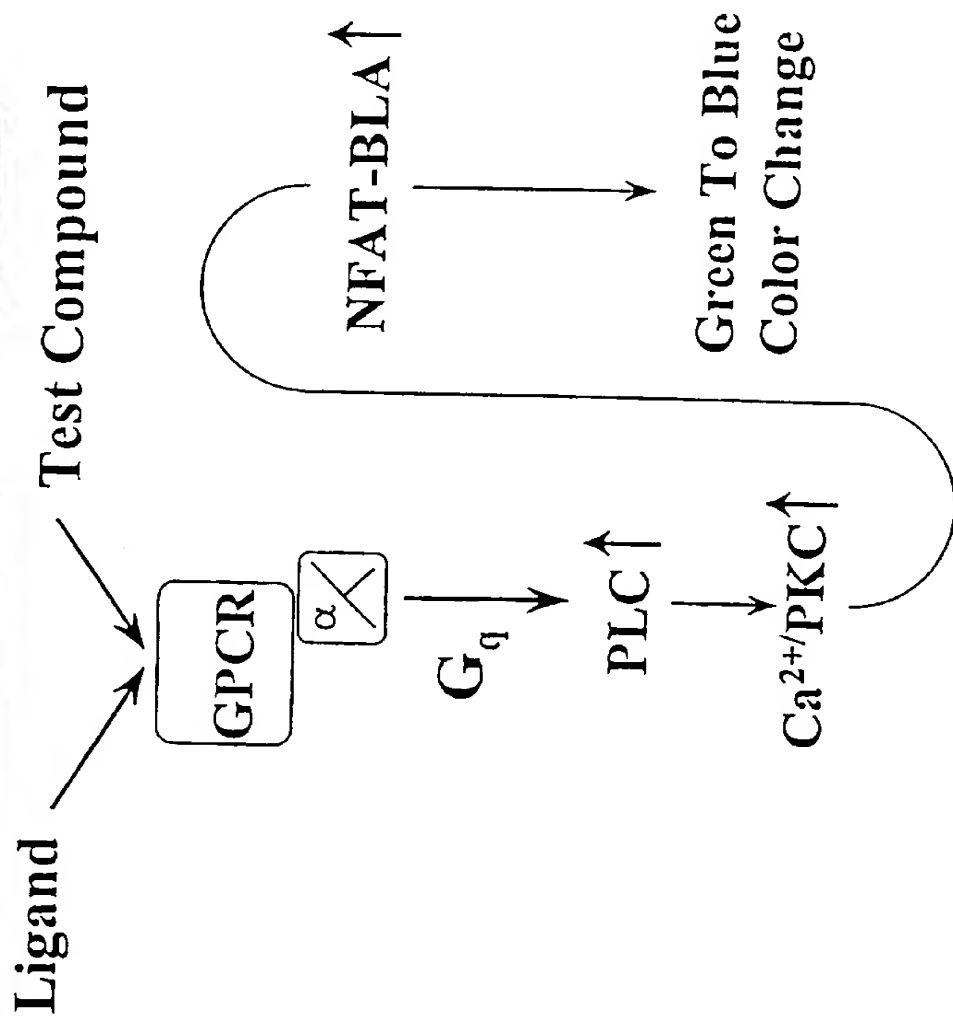 Ligand
Test Compound
GPCR
α
Gq
PLC↑
Ca²⁺/PKC↑
NFAT-BLA↑
Green To Blue
Color Change